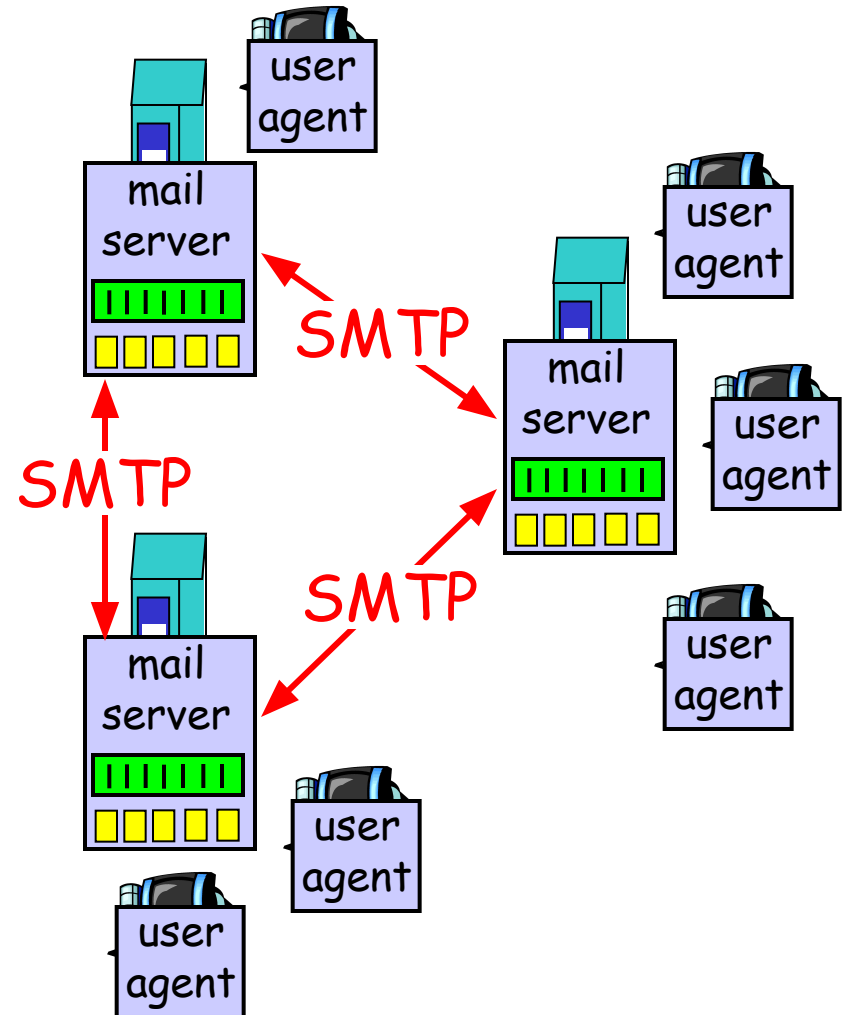 user
agent
mail
server
user
agent
SMTP
mail
server
user
agent
SMTP
SMTP
user
agent
mail
server
user
agent
user
agent